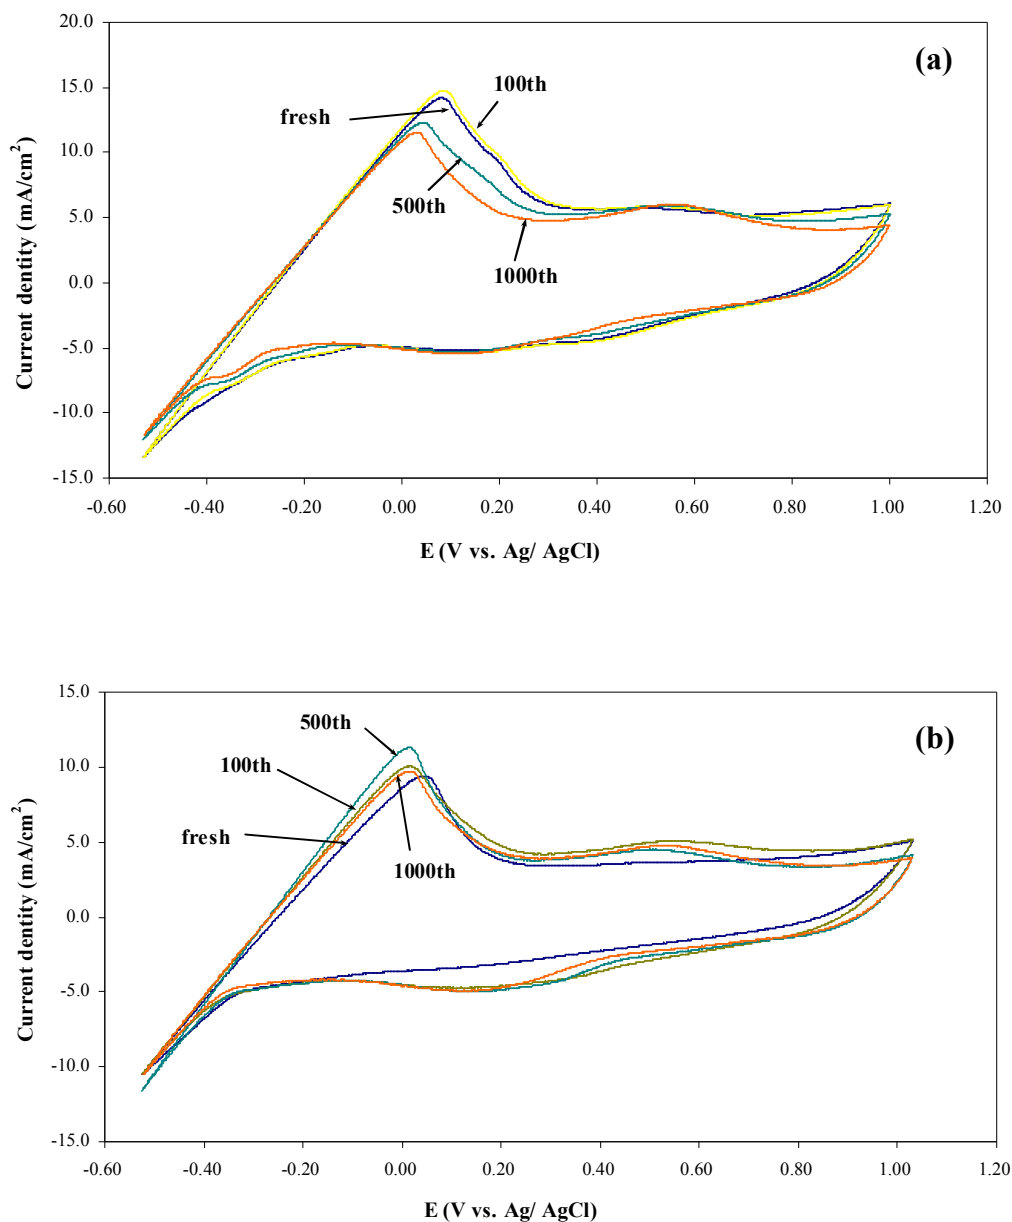 20.0
(a)
15.0
100th
fresh
10.0
500th
5.0
1000th
0.0
-5.0
-10.0
-15.0
-0.60 -0.40 -0.20 0.00 0.20 0.40 0.60 0.80 1.00 1.20
Current dentity (mA/cm²)
E (V vs. Ag/ AgCl)
15.0
500th
(b)
100th
10.0
fresh
1000th
5.0
0.0
-5.0
-10.0
-15.0
-0.60 -0.40 -0.20 0.00 0.20 0.40 0.60 0.80 1.00 1.20
Current dentity (mA/cm²)
E (V vs. Ag/ AgCl)